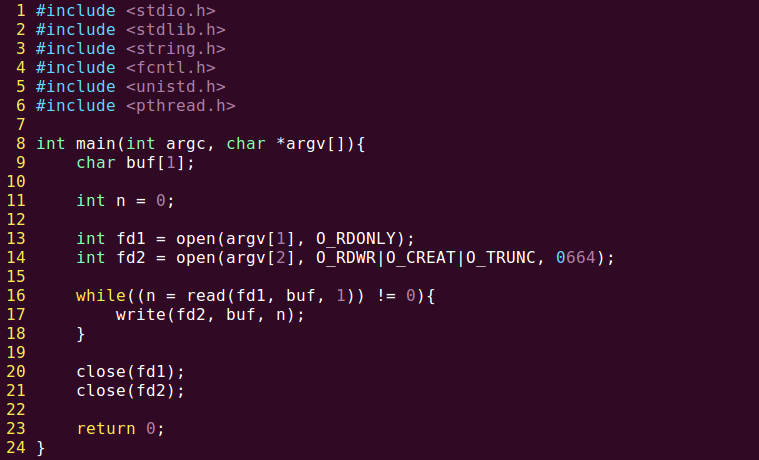 1 #include <stdio.h>
2 #include <stdlib.h>
3 #include <string.h>
4 #include <fcntl.h>
5 #include <unistd.h>
6 #include <pthread.h>
7
8 int main(int argc, char *argv[]){
9     char buf[1];
10
11     int n = 0;
12
13     int fd1 = open(argv[1], O_RDONLY);
14     int fd2 = open(argv[2], O_RDWR|O_CREAT|O_TRUNC, 0664);
15
16     while((n = read(fd1, buf, 1)) != 0){
17         write(fd2, buf, n);
18     }
19
20     close(fd1);
21     close(fd2);
22
23     return 0;
24 }